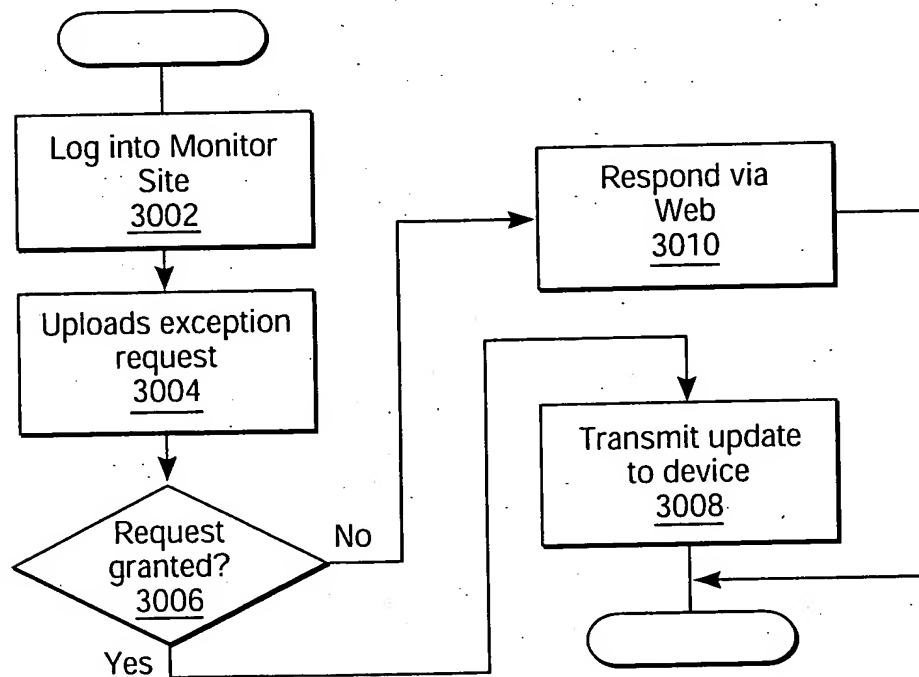 Log into Monitor
Site
3002
Uploads exception
request
3004
Request
granted?
3006
No
Yes
Respond via
Web
3010
Transmit update
to device
3008